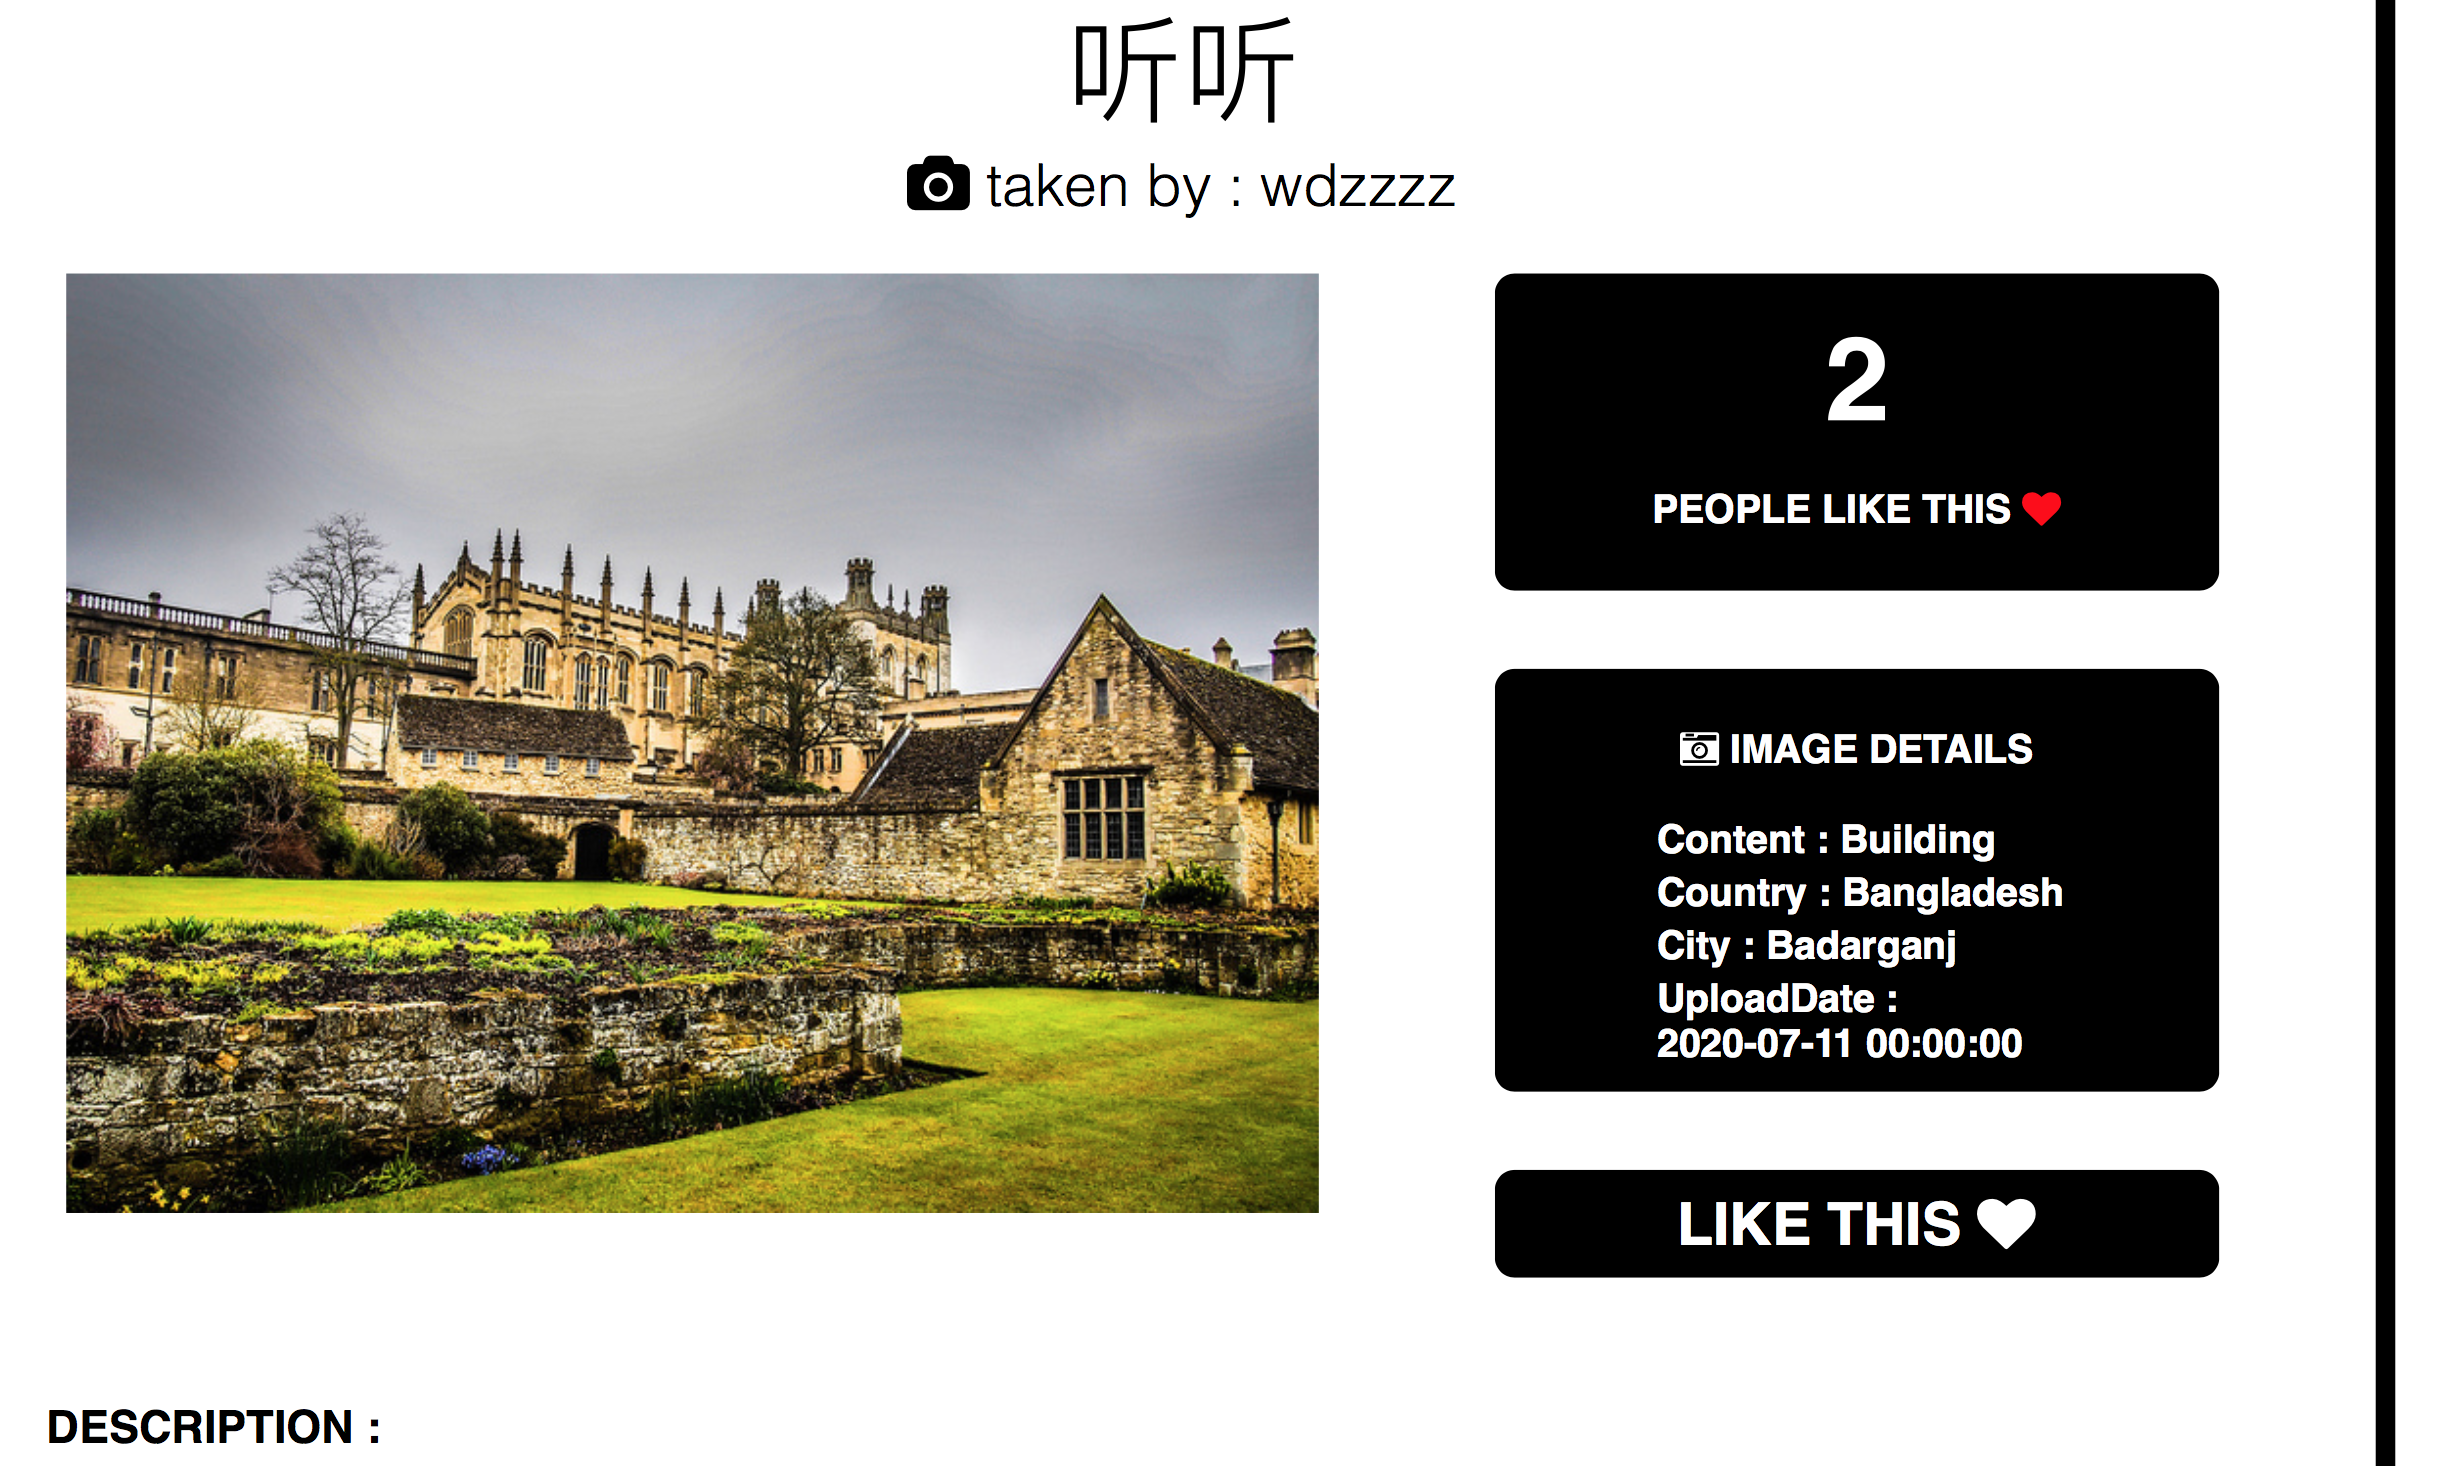 听听
taken by : wdzzzz
2
PEOPLE LIKE THIS
IMAGE DETAILS
Content : Building
Country : Bangladesh
City : Badarganj
UploadDate :
2020-07-11 00:00:00
LIKE THIS
DESCRIPTION :